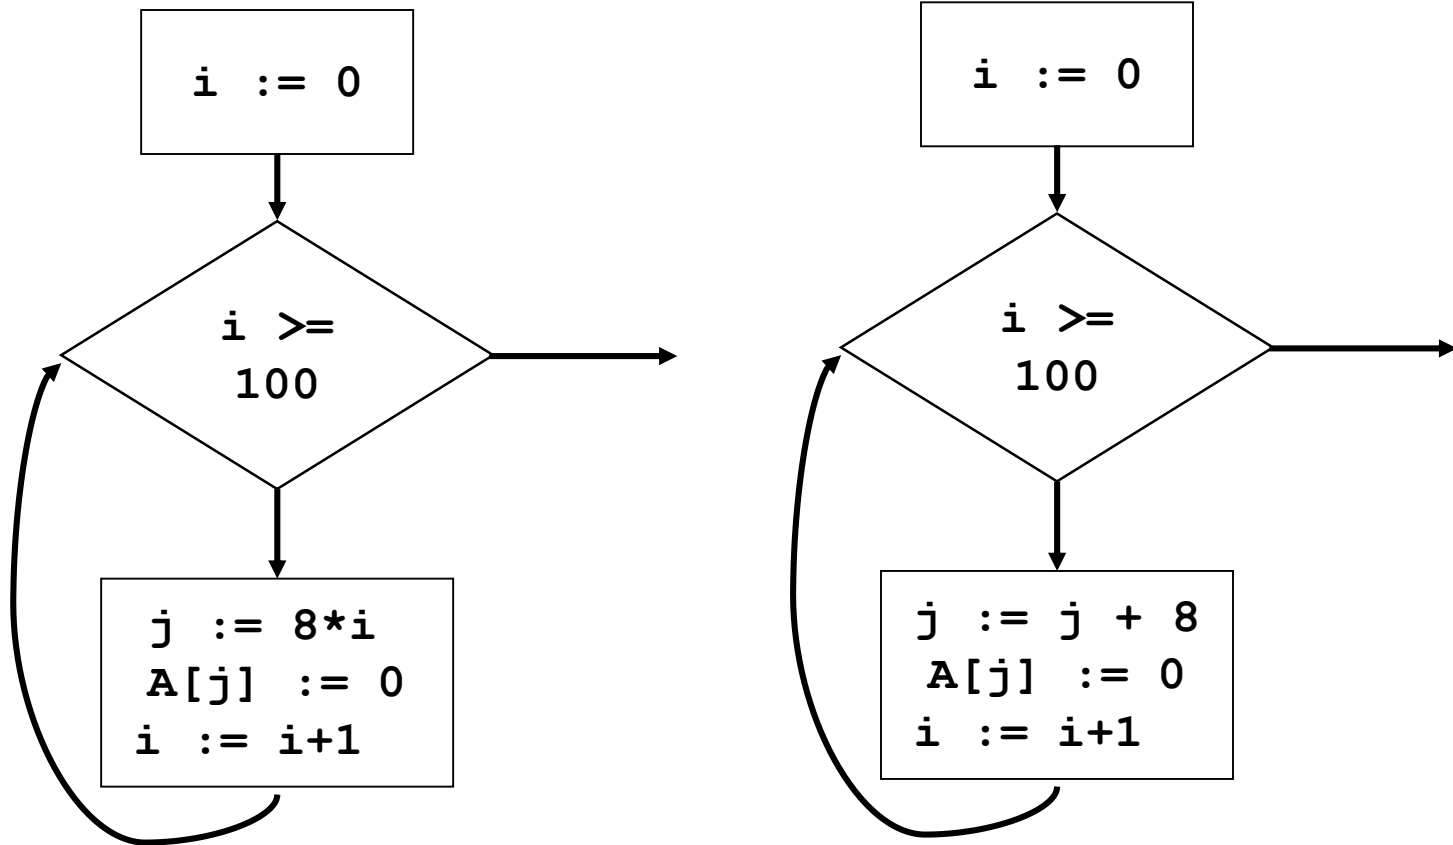 i := 0
i >=
100
j := 8*i
A[j] := 0
i := i+1
i := 0
i >=
100
j := j + 8
A[j] := 0
i := i+1